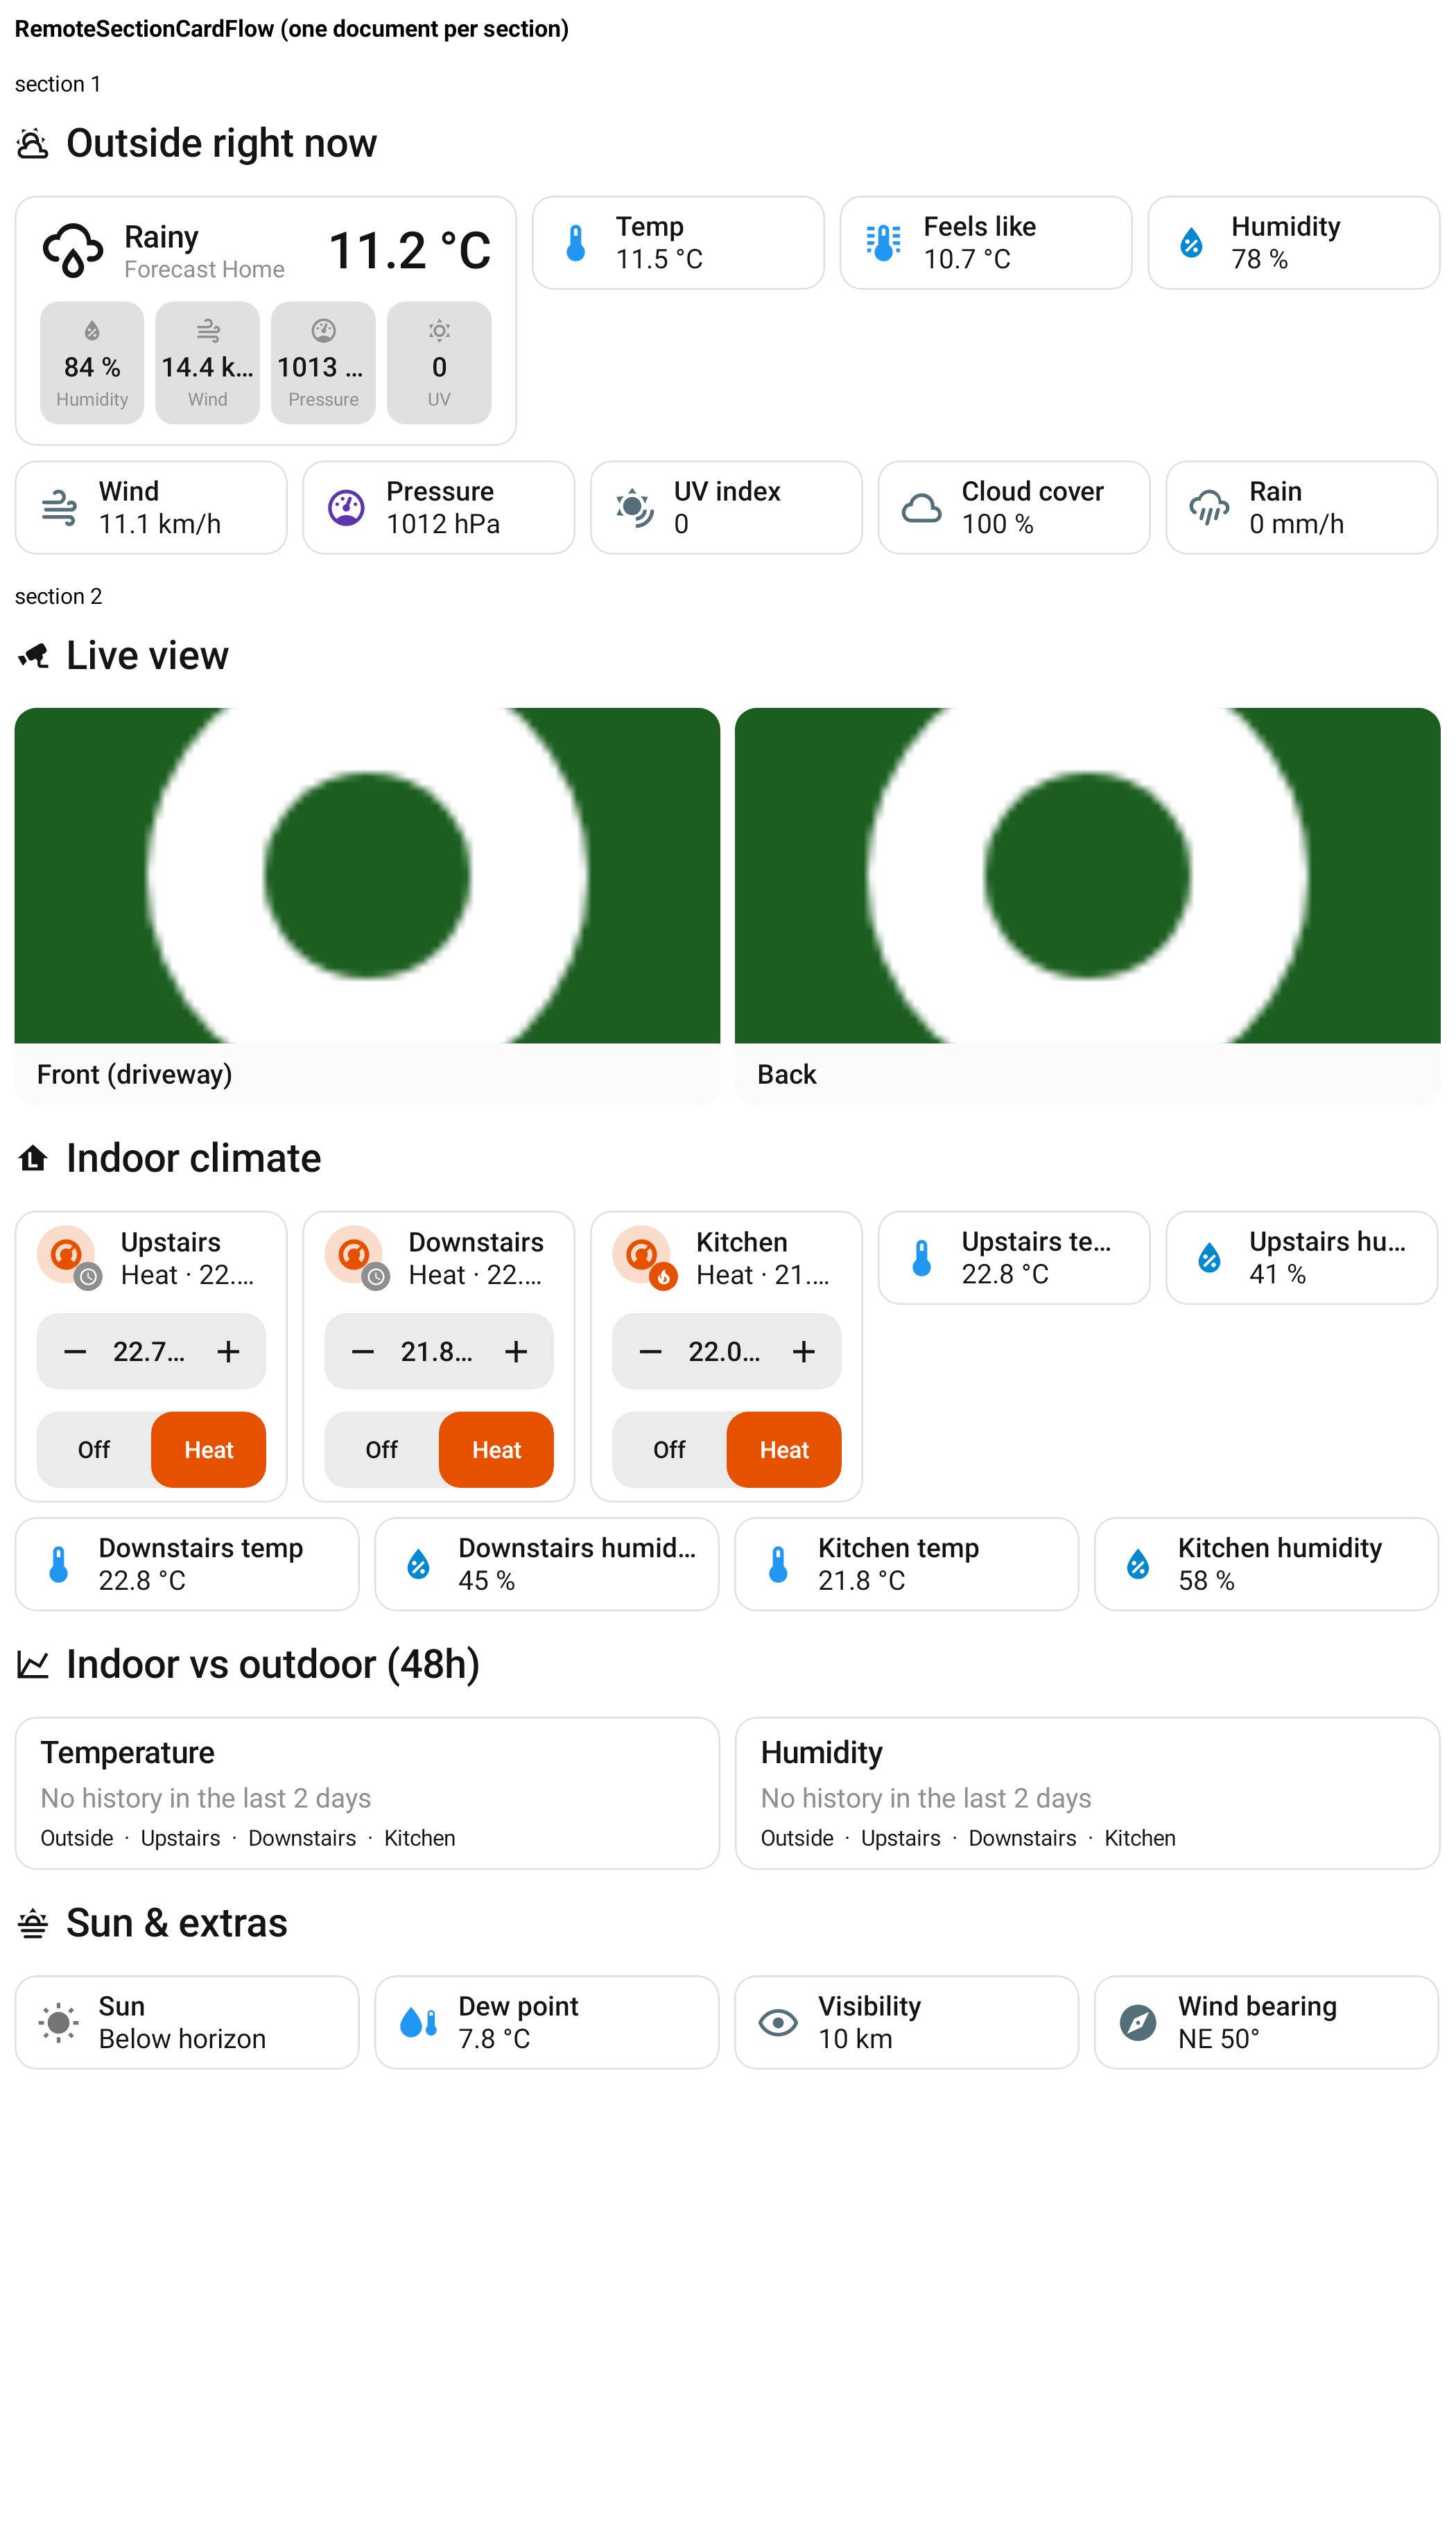 RemoteSectionCardFlow (one document per section)
section 1
Outside right now
Rainy
Forecast Home
11.2 °C
84 %
Humidity
14.4 k...
Wind
1013 ...
Pressure
0
UV
Temp
11.5 °C
Feels like
10.7 °C
Humidity
78 %
Wind
11.1 km/h
Pressure
1012 hPa
UV index
0
Cloud cover
100 %
Rain
0 mm/h
section 2
Live view
Front (driveway)
Back
Indoor climate
Upstairs
Heat · 22....
− 22.7... +
Off Heat
Downstairs
Heat · 22....
− 21.8... +
Off Heat
Kitchen
Heat · 21....
− 22.0... +
Off Heat
Upstairs te...
22.8 °C
Upstairs hu...
41 %
Downstairs temp
22.8 °C
Downstairs humid...
45 %
Kitchen temp
21.8 °C
Kitchen humidity
58 %
Indoor vs outdoor (48h)
Temperature
No history in the last 2 days
Outside · Upstairs · Downstairs · Kitchen
Humidity
No history in the last 2 days
Outside · Upstairs · Downstairs · Kitchen
Sun & extras
Sun
Below horizon
Dew point
7.8 °C
Visibility
10 km
Wind bearing
NE 50°